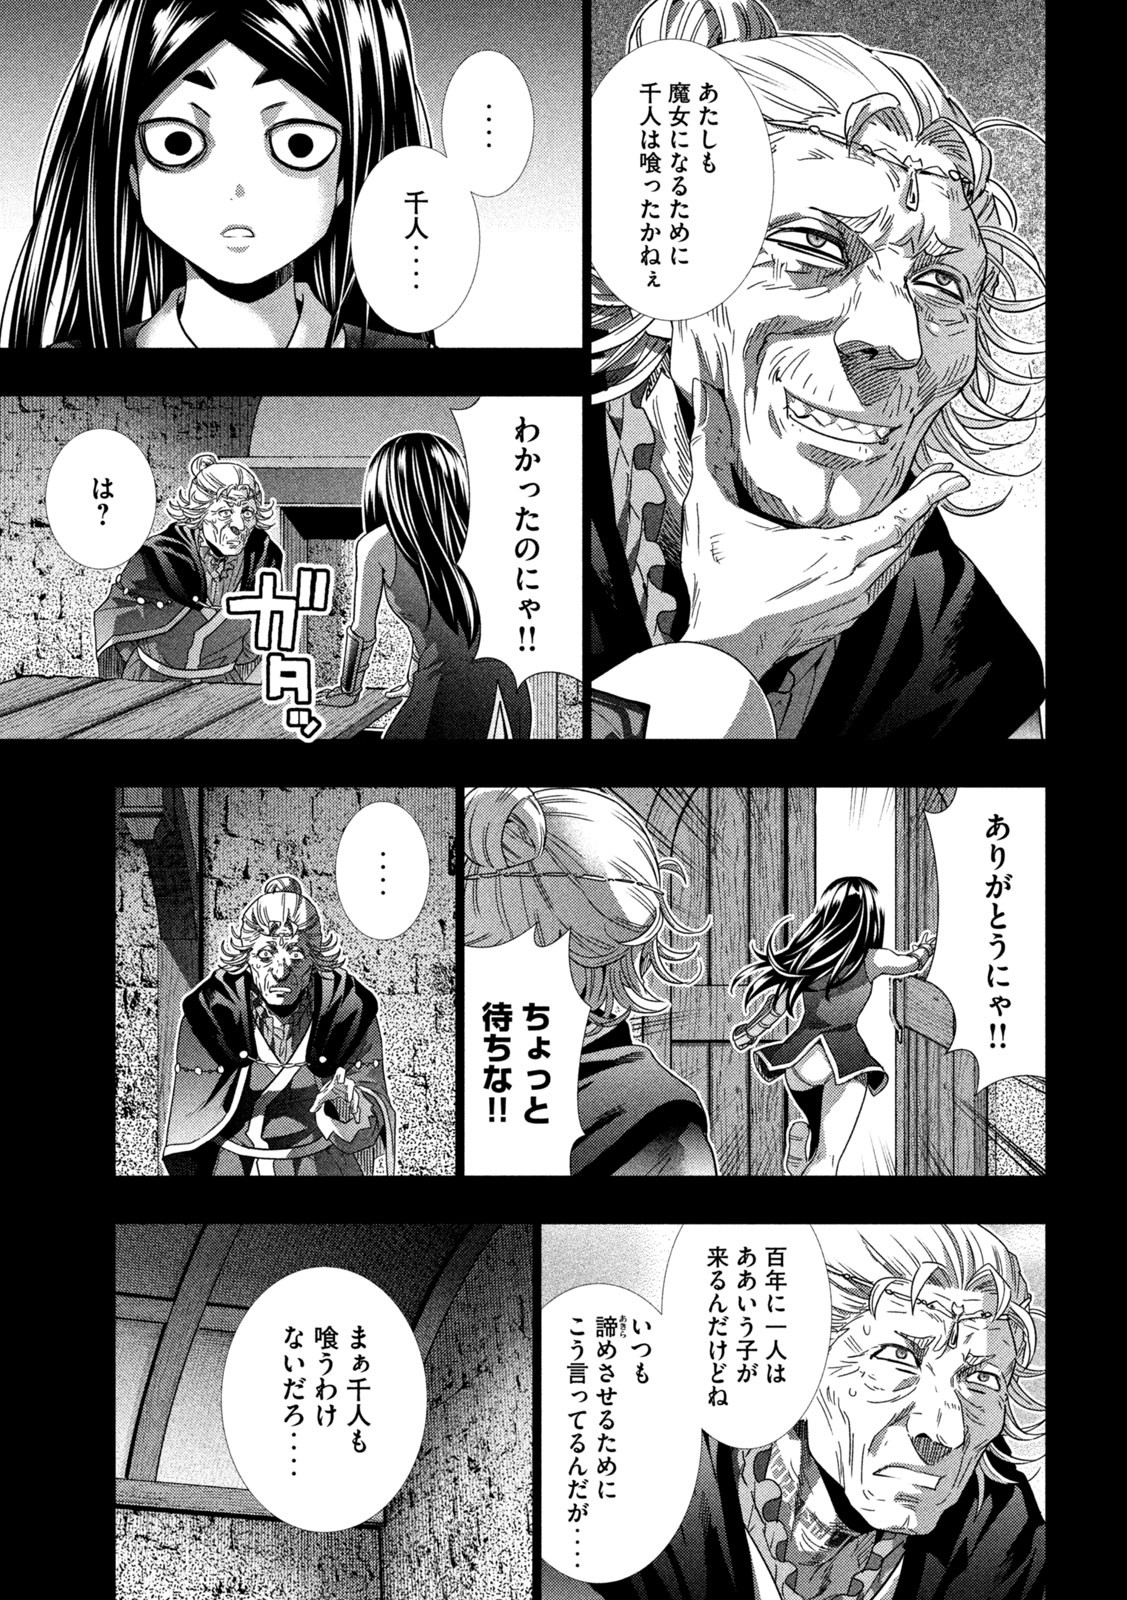 あたしも
魔女になるために
千人は喰ったかねぇ
・・・・
千人・・・・・
わかったのにゃ!!
は？
ガタッ
ありがとうにゃ!!
ちょっと
待ちな!!
・・・・
百年に一人は
ああいう子が
来るんだけどね
いつも
諦めさせるために
あきら
こう言ってるんだが・・・・・
まぁ千人も
喰うわけ
ないだろ・・・・